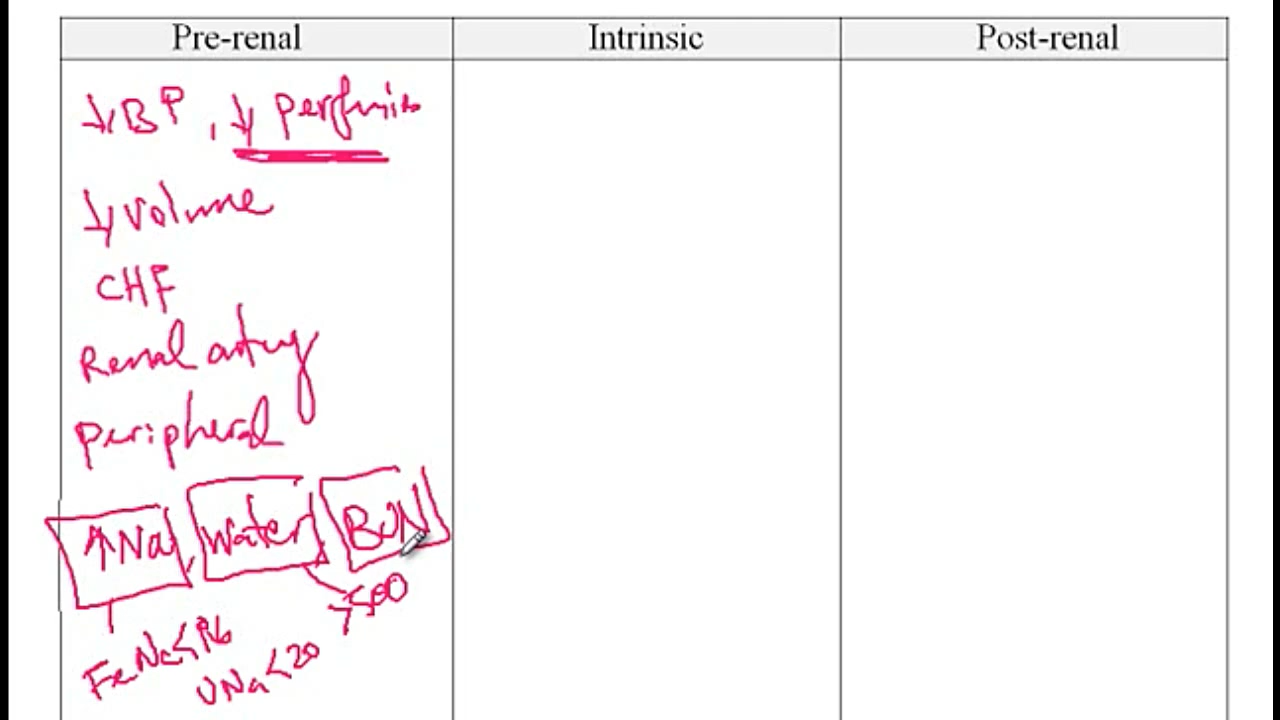 Pre-renal Intrinsic Post-renal
↓BP, ↓ perfusion
↓Volume
CHF
Renal artery
peripheral
↑Na, Water, BUN
>500
FeNa<1%
UNa<20